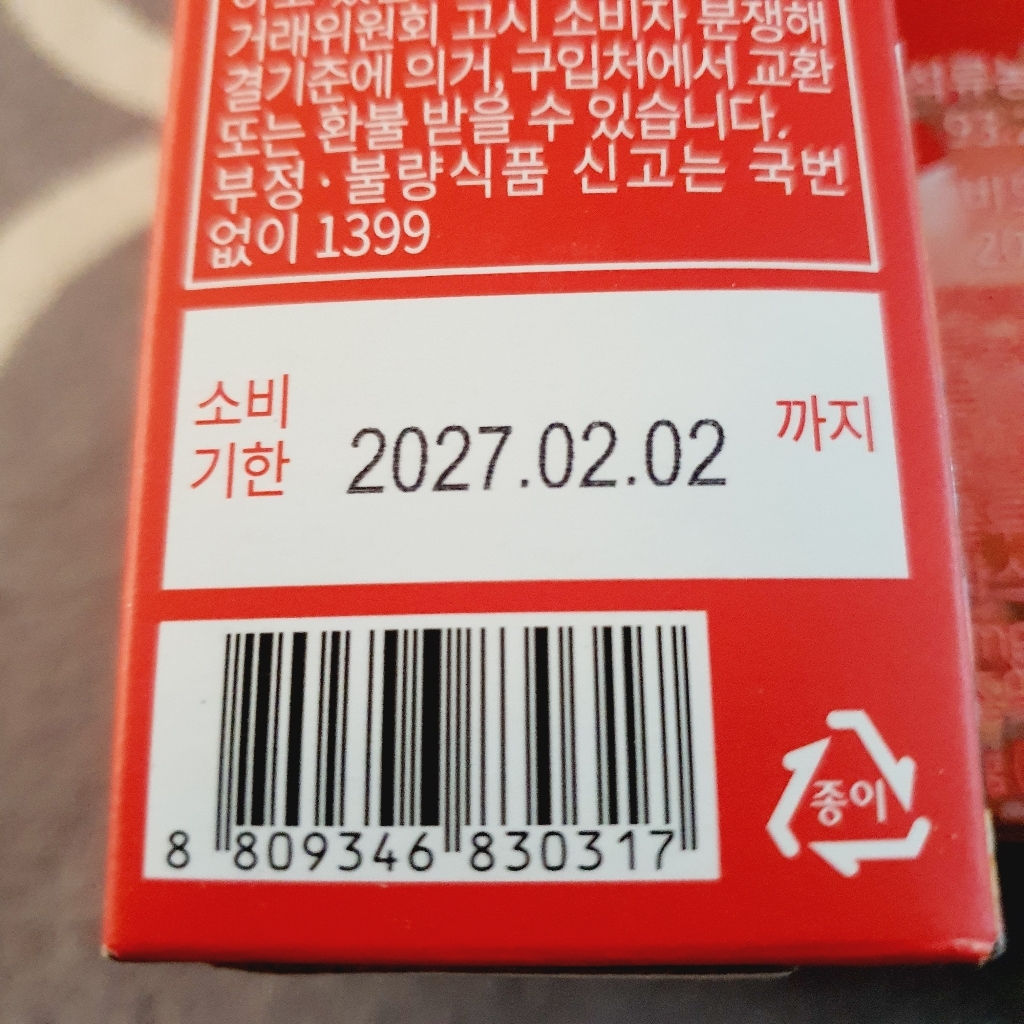 거래위원회 고시 소비자 분쟁해
결기준에 의거, 구입처에서 교환
또는 환불 받을 수 있습니다.
부정·불량식품 신고는 국번
없이 1399
소비
기한
2027.02.02
까지
8 809346 830317
종이